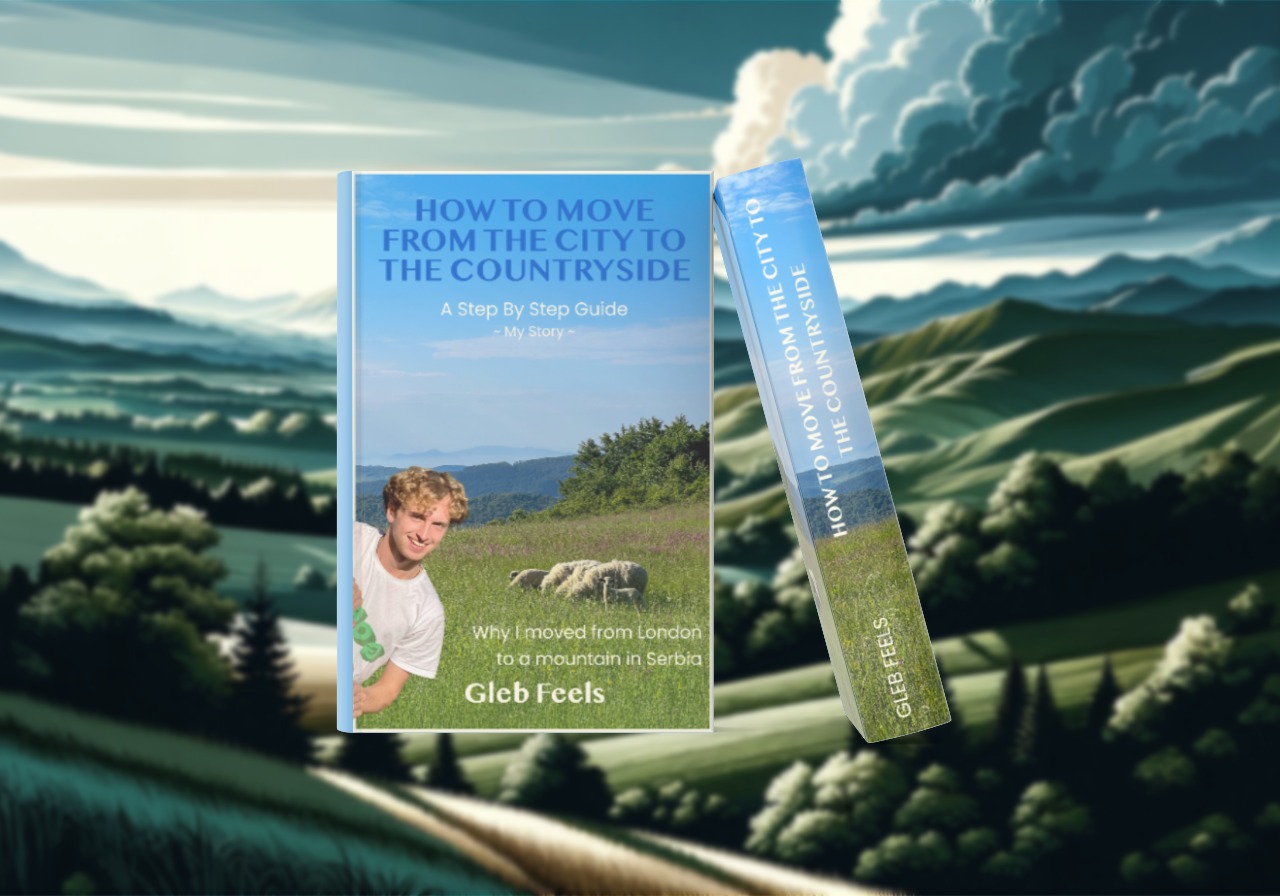 HOW TO MOVE
FROM THE CITY TO
THE COUNTRYSIDE
A Step By Step Guide
~ My Story ~
Why I moved from London
to a mountain in Serbia
Gleb Feels
HOW TO MOVE FROM THE CITY TO
THE COUNTRYSIDE
GLEB FEELS